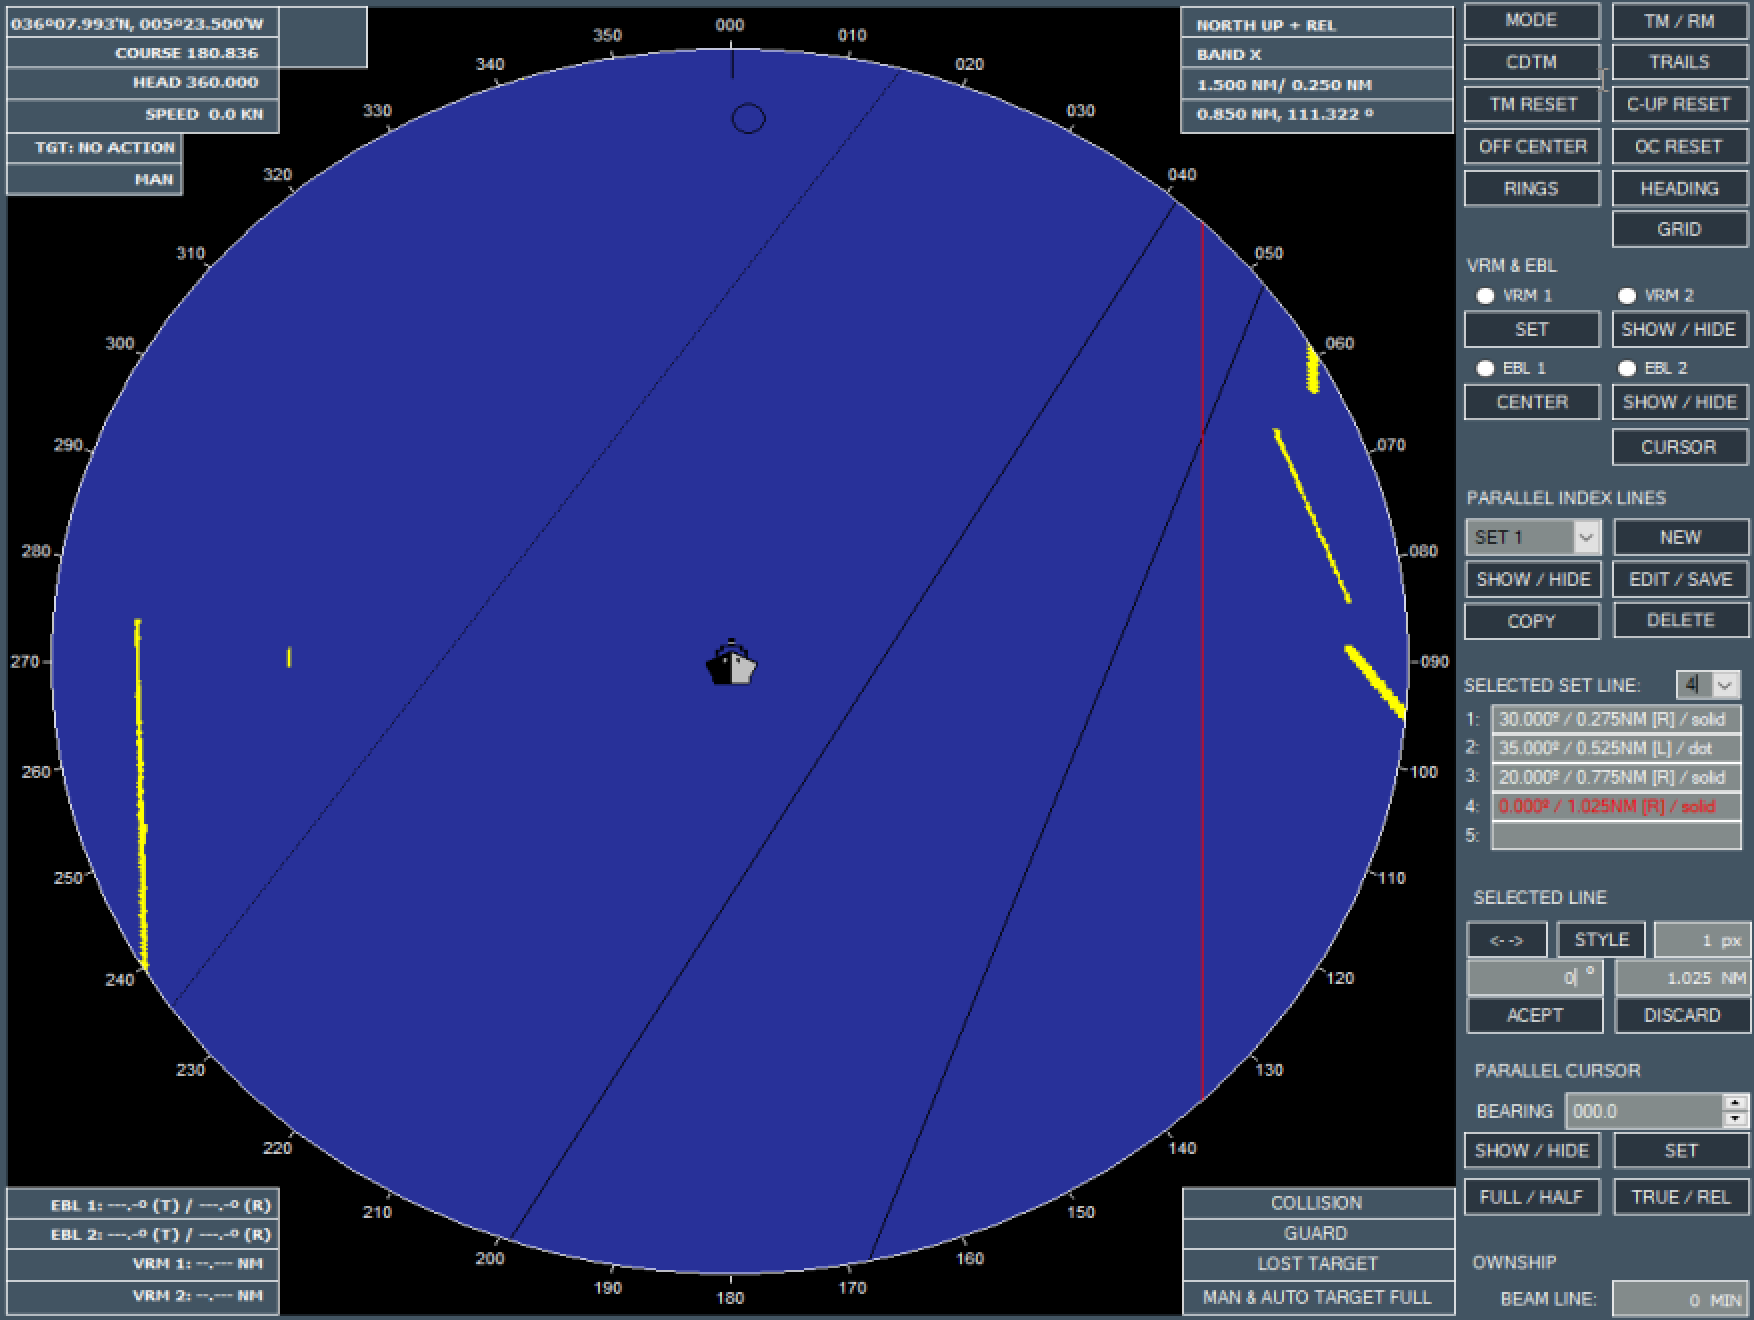 036º07.993'N, 005º23.500'W
COURSE 180.836
HEAD 360.000
SPEED 0.0 KN
TGT: NO ACTION
MAN
NORTH UP + REL
BAND X
1.500 NM/ 0.250 NM
0.850 NM, 111.322 º
000
010
020
030
040
050
060
070
080
090
100
110
120
130
140
150
160
170
180
190
200
210
220
230
240
250
260
270
280
290
300
310
320
330
340
350
EBL 1: ---.-º (T) / ---.-º (R)
EBL 2: ---.-º (T) / ---.-º (R)
VRM 1: --.--- NM
VRM 2: --.--- NM
COLLISION
GUARD
LOST TARGET
MAN & AUTO TARGET FULL
MODE TM / RM
CDTM TRAILS
TM RESET C-UP RESET
OFF CENTER OC RESET
RINGS HEADING
GRID
VRM & EBL
VRM 1 VRM 2
SET SHOW / HIDE
EBL 1 EBL 2
CENTER SHOW / HIDE
CURSOR
PARALLEL INDEX LINES
SET 1 NEW
SHOW / HIDE EDIT / SAVE
COPY DELETE
SELECTED SET LINE: 4
1: 30.000º / 0.275NM [R] / solid
2: 35.000º / 0.525NM [L] / dot
3: 20.000º / 0.775NM [R] / solid
4: 0.000º / 1.025NM [R] / solid
5:
SELECTED LINE
<--> STYLE 1 px
0 º 1.025 NM
ACEPT DISCARD
PARALLEL CURSOR
BEARING 000.0
SHOW / HIDE SET
FULL / HALF TRUE / REL
OWNSHIP
BEAM LINE: 0 MIN